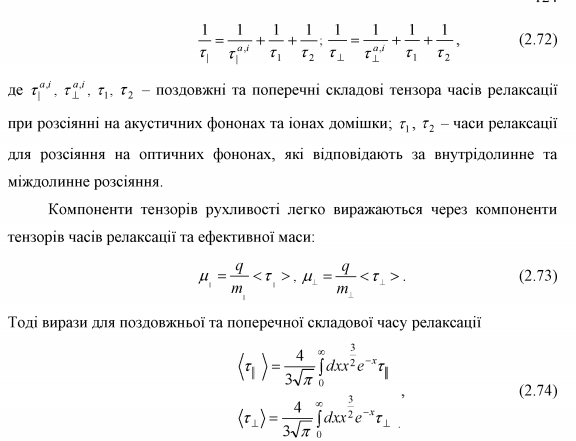 1/τ_∥ = 1/τ_∥^{a,i} + 1/τ_1 + 1/τ_2; 1/τ_⊥ = 1/τ_⊥^{a,i} + 1/τ_1 + 1/τ_2, (2.72)
де τ_∥^{a,i}, τ_⊥^{a,i}, τ_1, τ_2 – поздовжні та поперечні складові тензора часів релаксації
при розсіянні на акустичних фононах та іонах домішки; τ_1, τ_2 – часи релаксації
для розсіяння на оптичних фононах, які відповідають за внутрідолинне та
міждолинне розсіяння.
Компоненти тензорів рухливості легко виражаються через компоненти
тензорів часів релаксації та ефективної маси:
μ_∥ = q/m_∥ < τ_∥ >, μ_⊥ = q/m_⊥ < τ_⊥ >. (2.73)
Тоді вирази для поздовжньої та поперечної складової часу релаксації
⟨τ_∥⟩ = 4/(3√π) ∫_0^∞ dxx^{3/2}e^{-x}τ_∥
, (2.74)
⟨τ_⊥⟩ = 4/(3√π) ∫_0^∞ dxx^{3/2}e^{-x}τ_⊥ .